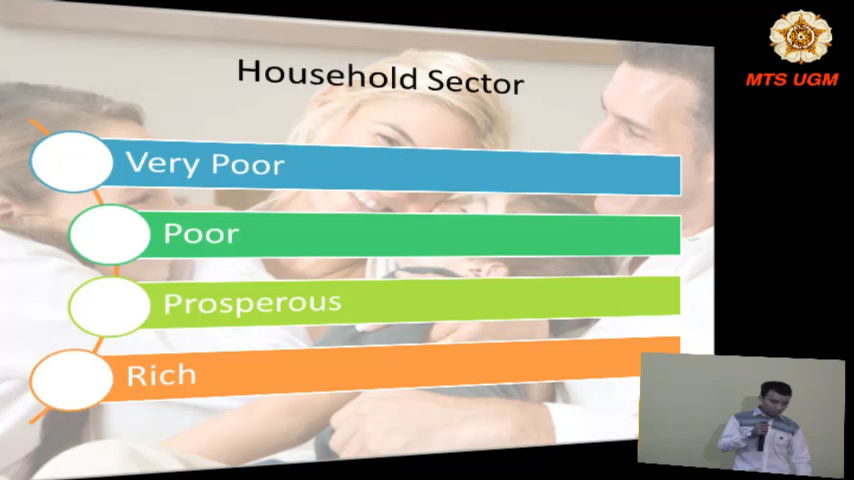 Household Sector
Very Poor
Poor
Prosperous
Rich
MTS UGM